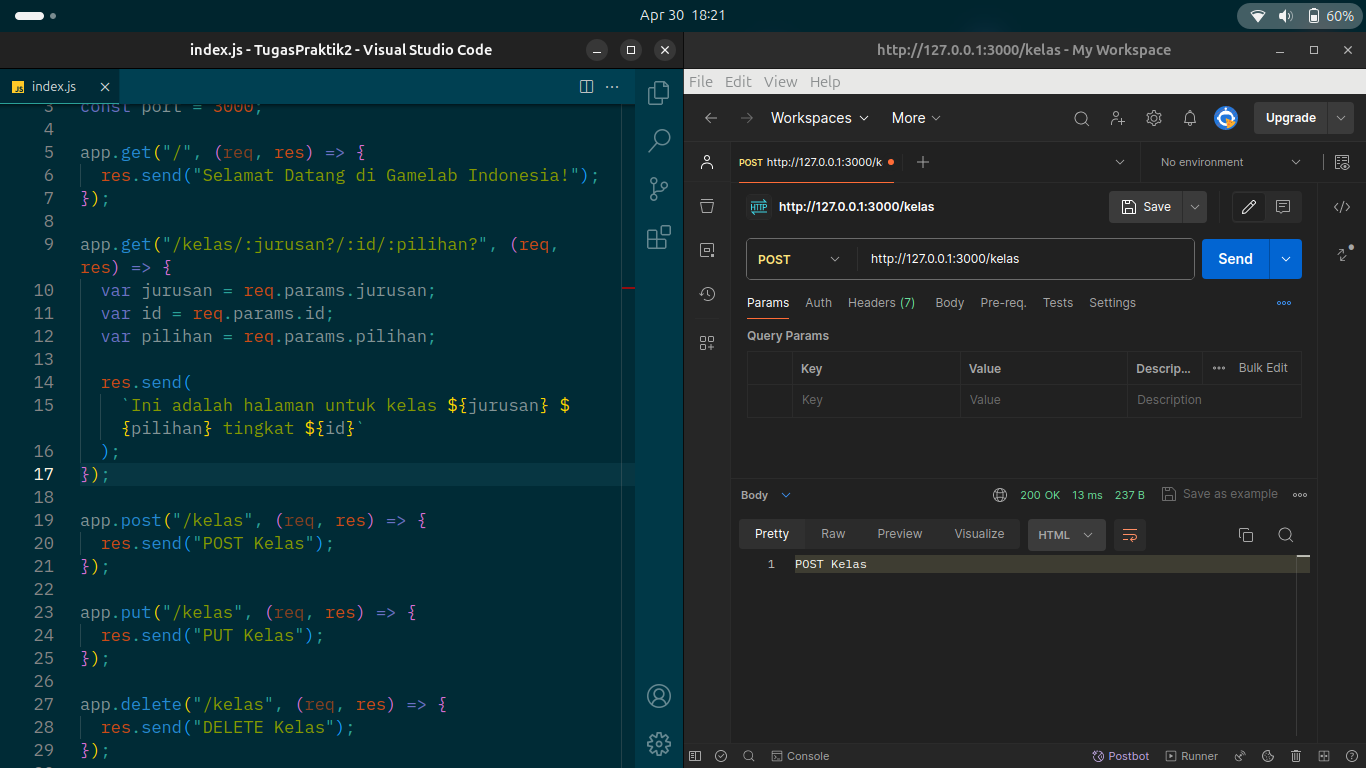 Apr 30 18:21
60%
index.js - TugasPraktik2 - Visual Studio Code
JS index.js
3 const port = 3000;
4
5 app.get("/", (req, res) => {
6 res.send("Selamat Datang di Gamelab Indonesia!");
7 });
8
9 app.get("/kelas/:jurusan?/:id/:pilihan?", (req,
res) => {
10 var jurusan = req.params.jurusan;
11 var id = req.params.id;
12 var pilihan = req.params.pilihan;
13
14 res.send(
15 `Ini adalah halaman untuk kelas ${jurusan} $
{pilihan} tingkat ${id}`
16 );
17 });
18
19 app.post("/kelas", (req, res) => {
20 res.send("POST Kelas");
21 });
22
23 app.put("/kelas", (req, res) => {
24 res.send("PUT Kelas");
25 });
26
27 app.delete("/kelas", (req, res) => {
28 res.send("DELETE Kelas");
29 });
http://127.0.0.1:3000/kelas - My Workspace
File Edit View Help
Workspaces More Upgrade
POST http://127.0.0.1:3000/k No environment
HTTP http://127.0.0.1:3000/kelas Save
POST http://127.0.0.1:3000/kelas Send
Params Auth Headers (7) Body Pre-req. Tests Settings
Query Params
Key Value Descrip... Bulk Edit
Key Value Description
Body 200 OK 13 ms 237 B Save as example
Pretty Raw Preview Visualize HTML
1 POST Kelas
Console Postbot Runner